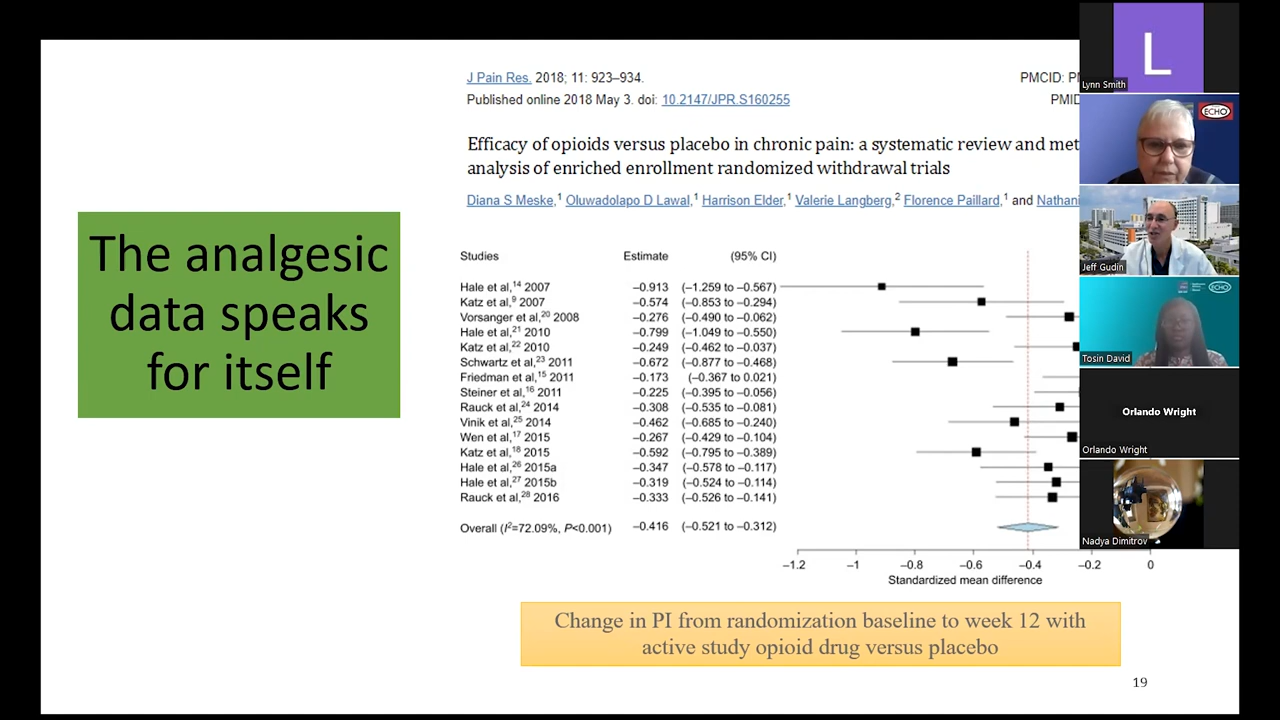 The analgesic
data speaks
for itself
J Pain Res. 2018; 11: 923–934.
PMCID:
Published online 2018 May 3. doi: 10.2147/JPR.S160255
Efficacy of opioids versus placebo in chronic pain: a systematic review and
analysis of enriched enrollment randomized withdrawal trials
Diana S Meske,1 Oluwadolapo D Lawal,1 Harrison Elder,1 Valerie Langberg,2 Florence Paillard,1 and
Studies Estimate (95% CI)
Hale et al,14 2007 −0.913 (−1.259 to −0.567)
Katz et al,9 2007 −0.574 (−0.853 to −0.294)
Vorsanger et al,20 2008 −0.276 (−0.490 to −0.062)
Hale et al,21 2010 −0.799 (−1.049 to −0.550)
Katz et al,22 2010 −0.249 (−0.462 to −0.037)
Schwartz et al,23 2011 −0.672 (−0.877 to −0.468)
Friedman et al,15 2011 −0.173 (−0.367 to 0.021)
Steiner et al,16 2011 −0.225 (−0.395 to −0.056)
Rauck et al,24 2014 −0.308 (−0.535 to −0.081)
Vinik et al,25 2014 −0.462 (−0.685 to −0.240)
Wen et al,17 2015 −0.267 (−0.429 to −0.104)
Katz et al,18 2015 −0.592 (−0.795 to −0.389)
Hale et al,26 2015a −0.347 (−0.578 to −0.117)
Hale et al,27 2015b −0.319 (−0.524 to −0.114)
Rauck et al,28 2016 −0.333 (−0.526 to −0.141)
Overall (I2=72.09%, P<0.001) −0.416 (−0.521 to −0.312)
−1.2 −1 −0.8 −0.6 −0.4 −0.2 0
Standardized mean difference
Change in PI from randomization baseline to week 12 with
active study opioid drug versus placebo
19
L
Lynn Smith
ECHO
Jeff Gudin
ECHO
Tosin David
Orlando Wright
Orlando Wright
Nadya Dimitrov